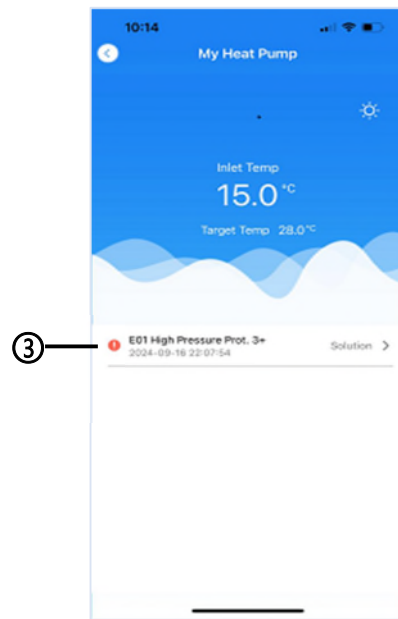 10:14
My Heat Pump
Inlet Temp
15.0 °C
Target Temp 28.0°C
③
E01 High Pressure Prot. 3+
Solution
2024-09-16 22:07:54